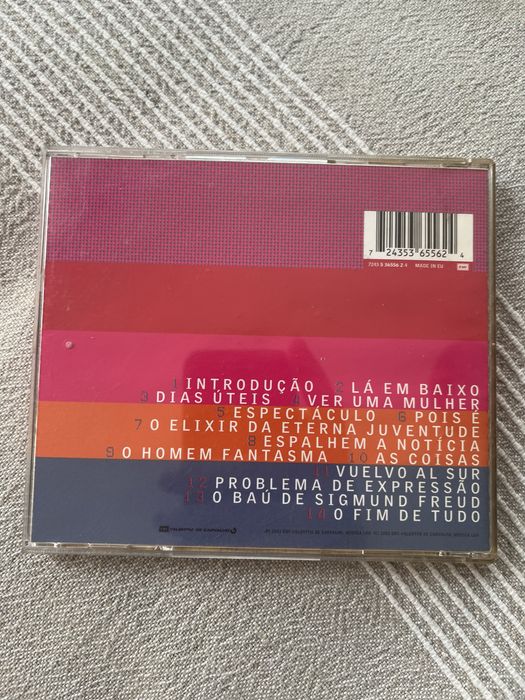 7 24353 65562 4
7243 5 36556 2 4 MADE IN EU
1 INTRODUÇÃO 2 LÁ EM BAIXO
3 DIAS ÚTEIS 4 VER UMA MULHER
5 ESPECTÁCULO 6 POIS É
7 O ELIXIR DA ETERNA JUVENTUDE
8 ESPALHEM A NOTÍCIA
9 O HOMEM FANTASMA 10 AS COISAS
11 VUELVO AL SUR
12 PROBLEMA DE EXPRESSÃO
13 O BAÚ DE SIGMUND FREUD
14 O FIM DE TUDO
VALENTIM DE CARVALHO